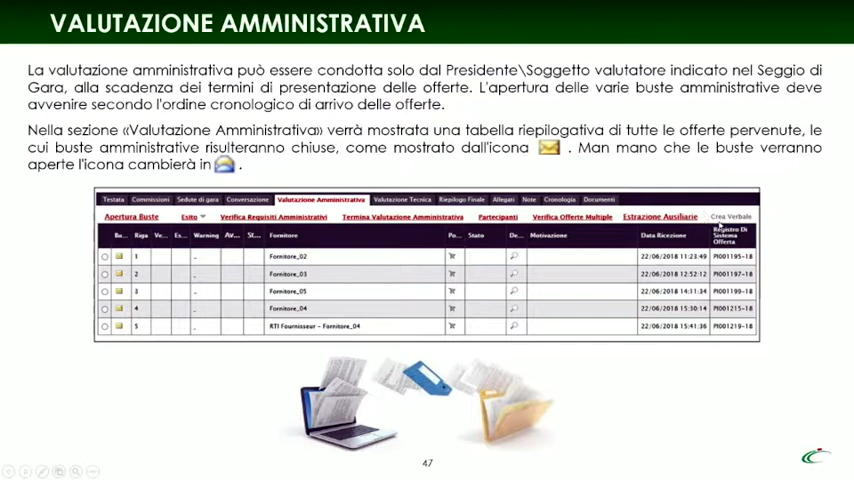 VALUTAZIONE AMMINISTRATIVA
La valutazione amministrativa può essere condotta solo dal Presidente\Soggetto valutatore indicato nel Seggio di
Gara, alla scadenza dei termini di presentazione delle offerte. L'apertura delle varie buste amministrative deve
avvenire secondo l'ordine cronologico di arrivo delle offerte.
Nella sezione «Valutazione Amministrativa» verrà mostrata una tabella riepilogativa di tutte le offerte pervenute, le
cui buste amministrative risulteranno chiuse, come mostrato dall'icona . Man mano che le buste verranno
aperte l'icona cambierà in .
Testata Commissioni Sedute di gara Conversazione Valutazione Amministrativa Valutazione Tecnica Riepilogo Finale Allegati Note Cronologia Documenti
Apertura Buste Esito Verifica Requisiti Amministrativi Termina Valutazione Amministrativa Partecipanti Verifica Offerte Multiple Estrazione Ausiliarie Crea Verbale
Ba... Riga Ve... Es... Warning AV... St... Fornitore Po... Stato De... Motivazione Data Ricezione Registro Di Sistema Offerta
1 Fornitore_02 22/06/2018 11:23:49 PI001195-18
2 Fornitore_03 22/06/2018 12:52:12 PI001197-18
3 Fornitore_05 22/06/2018 14:11:34 PI001199-18
4 Fornitore_04 22/06/2018 15:30:14 PI001215-18
5 RTI Fournisseur - Fornitore_04 22/06/2018 15:41:36 PI001219-18
47